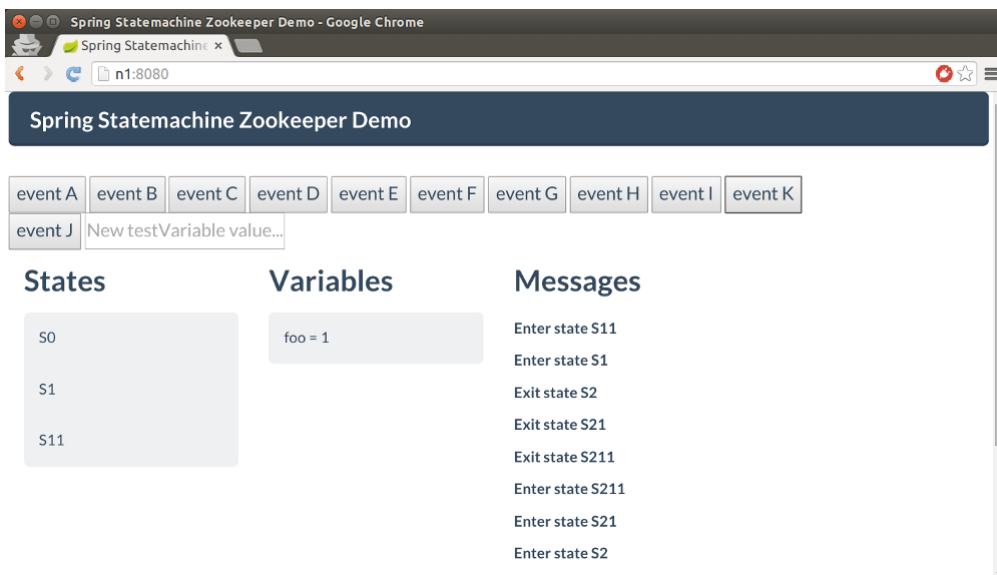 Spring Statemachine Zookeeper Demo - Google Chrome
Spring Statemachine
n1:8080
Spring Statemachine Zookeeper Demo
event A event B event C event D event E event F event G event H event I event K
event J New testVariable value...
States Variables Messages
S0 foo = 1 Enter state S11
Enter state S1
S1 Exit state S2
Exit state S21
S11 Exit state S211
Enter state S211
Enter state S21
Enter state S2